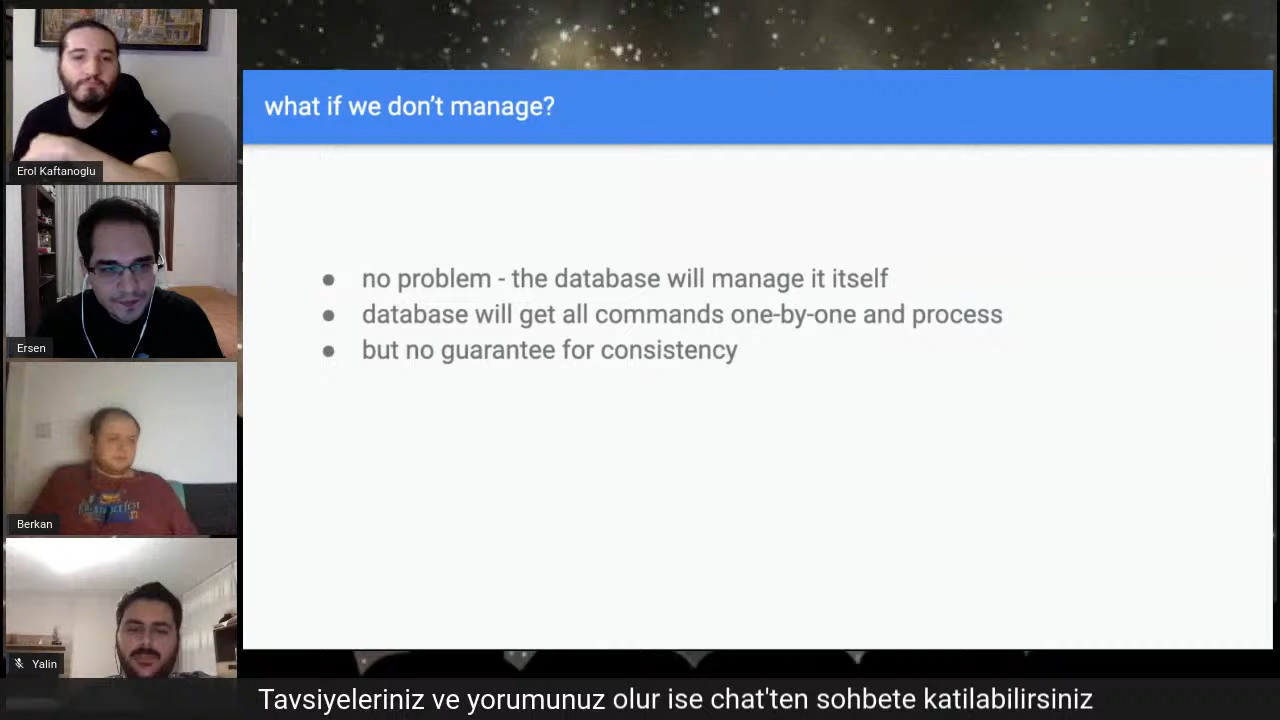 Erol Kaftanoglu
Ersen
Berkan
Yalin
what if we don't manage?
● no problem - the database will manage it itself
● database will get all commands one-by-one and process
● but no guarantee for consistency
Tavsiyeleriniz ve yorumunuz olur ise chat'ten sohbete katilabilirsiniz